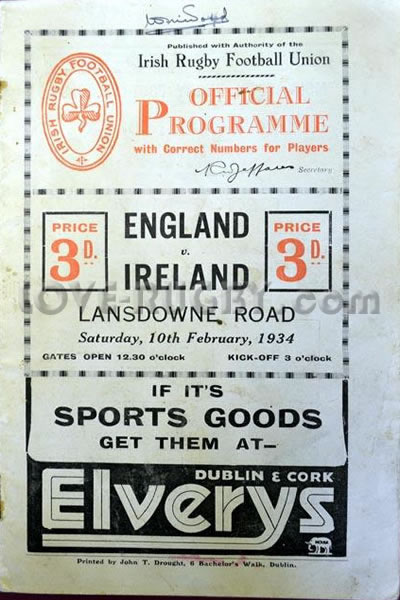 Published with Authority of the
Irish Rugby Football Union
IRISH RUGBY FOOTBALL UNION
OFFICIAL
PROGRAMME
with Correct Numbers for Players
Secretary
PRICE
3D.
ENGLAND
v.
IRELAND
PRICE
3D.
LOVE-RUGBY.com
LANSDOWNE ROAD
Saturday, 10th February, 1934
GATES OPEN 12.30 o'clock KICK-OFF 3 o'clock
IF IT'S
SPORTS GOODS
GET THEM AT—
DUBLIN & CORK
Elverys
Printed by John T. Drought, 6 Bachelor's Walk, Dublin.